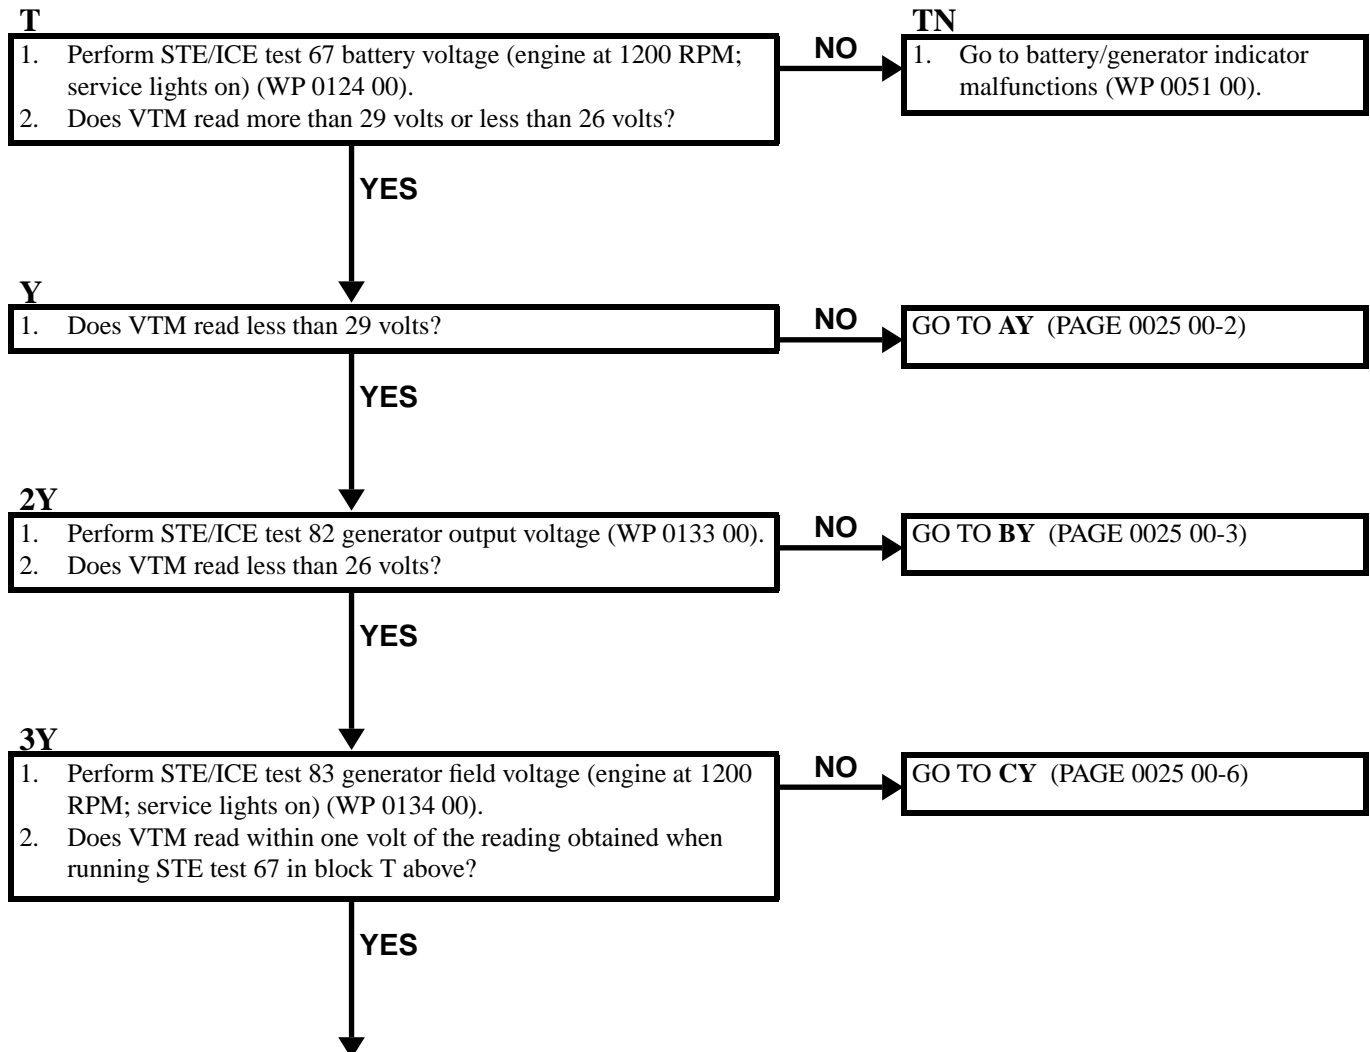 T
1. Perform STE/ICE test 67 battery voltage (engine at 1200 RPM;
service lights on) (WP 0124 00).
2. Does VTM read more than 29 volts or less than 26 volts?
NO
TN
1. Go to battery/generator indicator
malfunctions (WP 0051 00).
YES
Y
1. Does VTM read less than 29 volts?
NO
GO TO AY (PAGE 0025 00-2)
YES
2Y
1. Perform STE/ICE test 82 generator output voltage (WP 0133 00).
2. Does VTM read less than 26 volts?
NO
GO TO BY (PAGE 0025 00-3)
YES
3Y
1. Perform STE/ICE test 83 generator field voltage (engine at 1200
RPM; service lights on) (WP 0134 00).
2. Does VTM read within one volt of the reading obtained when
running STE test 67 in block T above?
NO
GO TO CY (PAGE 0025 00-6)
YES